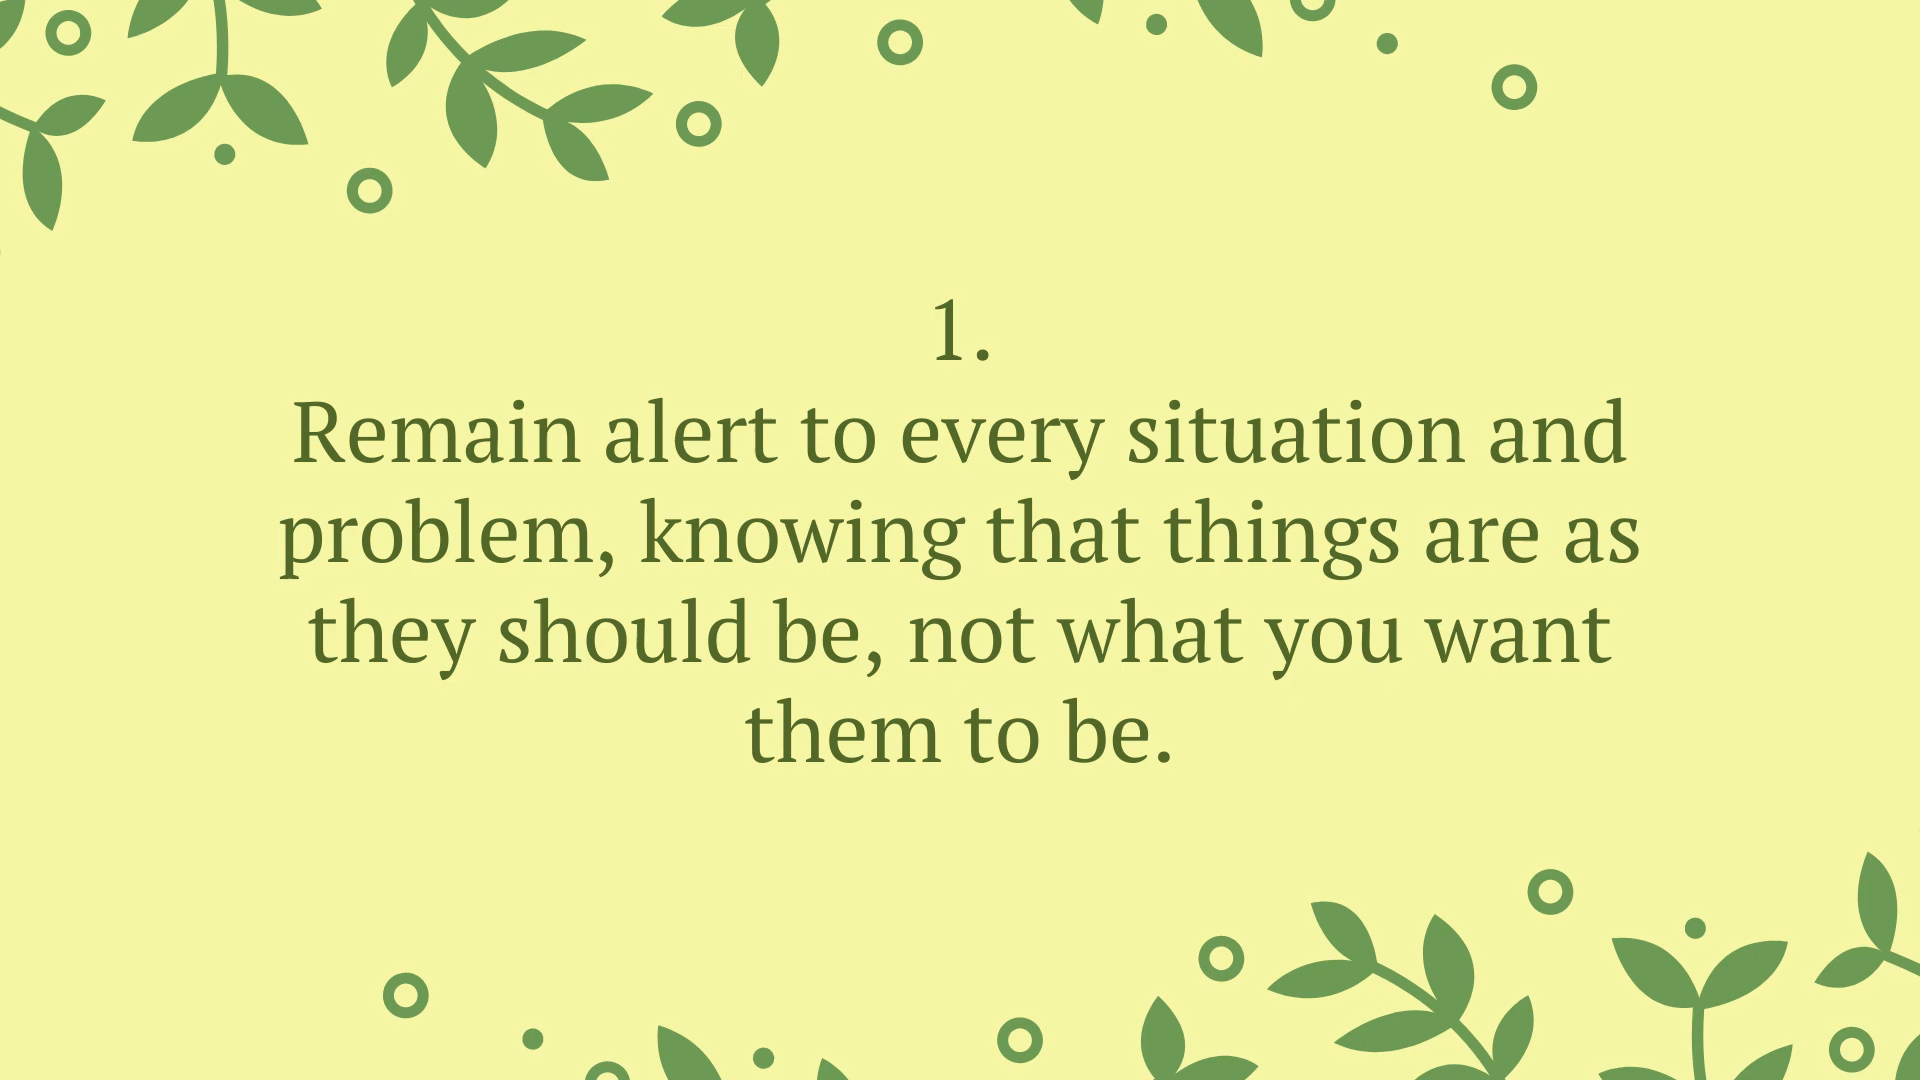 1.
Remain alert to every situation and
problem, knowing that things are as
they should be, not what you want
them to be.